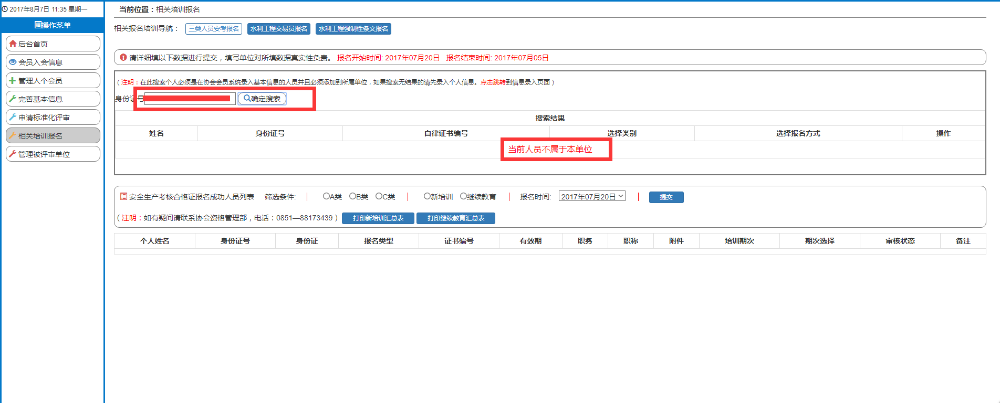 2017年8月7日 11:35 星期一
操作菜单
后台首页
会员入会信息
管理人个会员
完善基本信息
申请标准化评审
相关培训报名
管理被评审单位
当前位置：相关培训报名
相关报名培训导航： 三类人员安考报名 水利工程交易员报名 水利工程强制性条文报名
请详细填以下数据进行提交，填写单位对所填数据真实性负责。 报名开始时间: 2017年07月20日 报名结束时间: 2017年07月05日
（注明：在此搜索个人必须是在协会会员系统录入基本信息的人员并且必须添加到所属单位，如果搜索无结果的请先录入个人信息。点击跳转到信息录入页面）
身份证号 确定搜索
搜索结果
姓名 身份证号 自律证书编号 选择类别 选择报名方式 操作
当前人员不属于本单位
安全生产考核合格证报名成功人员列表 筛选条件: | A类 B类 C类 | 新培训 继续教育 | 报名时间: 2017年07月20日 | 提交
（注明：如有疑问请联系协会资格管理部，电话：0851—88173439） 打印新培训汇总表 打印继续教育汇总表
个人姓名 身份证号 身份证 报名类型 证书编号 有效期 职务 职称 附件 培训期次 期次选择 审核状态 备注